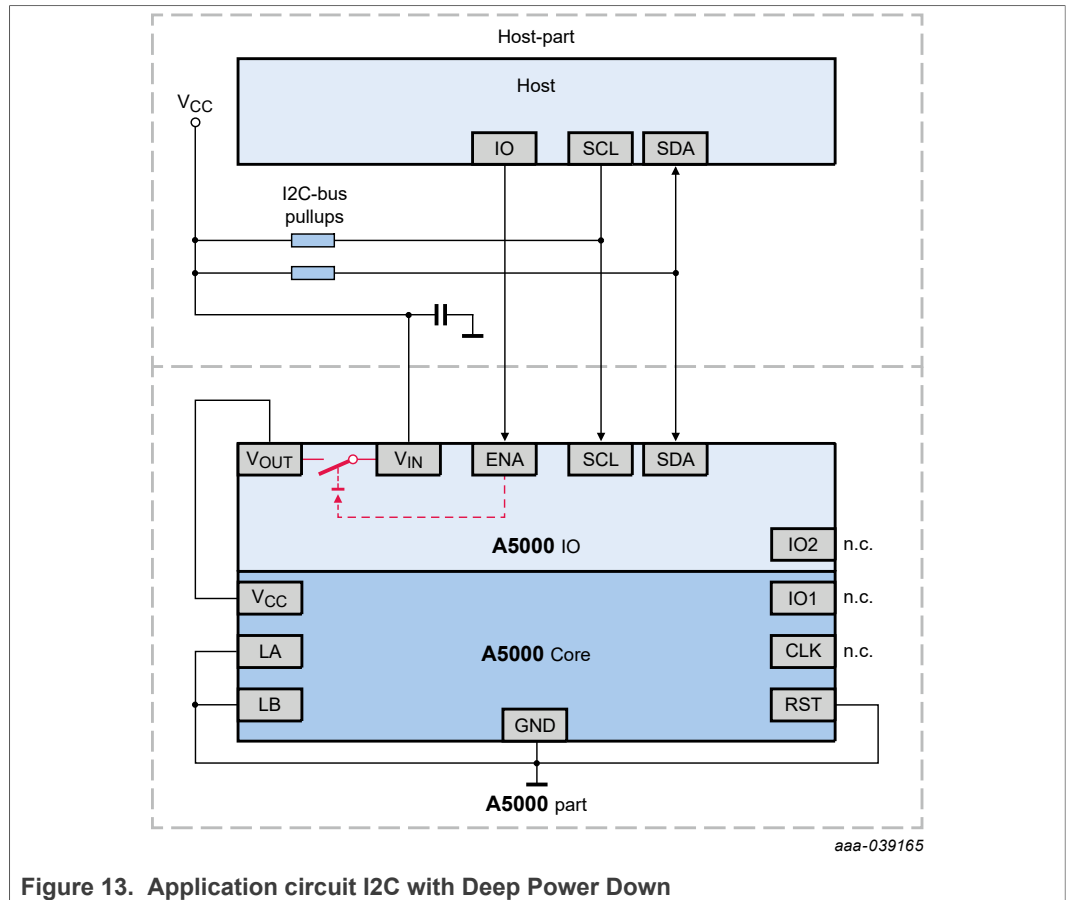 Host-part
Host
VCC
IO SCL SDA
I2C-bus
pullups
VOUT VIN ENA SCL SDA
A5000 IO
IO2 n.c.
VCC
IO1 n.c.
LA
A5000 Core
CLK n.c.
LB
RST
GND
A5000 part
aaa-039165
Figure 13. Application circuit I2C with Deep Power Down